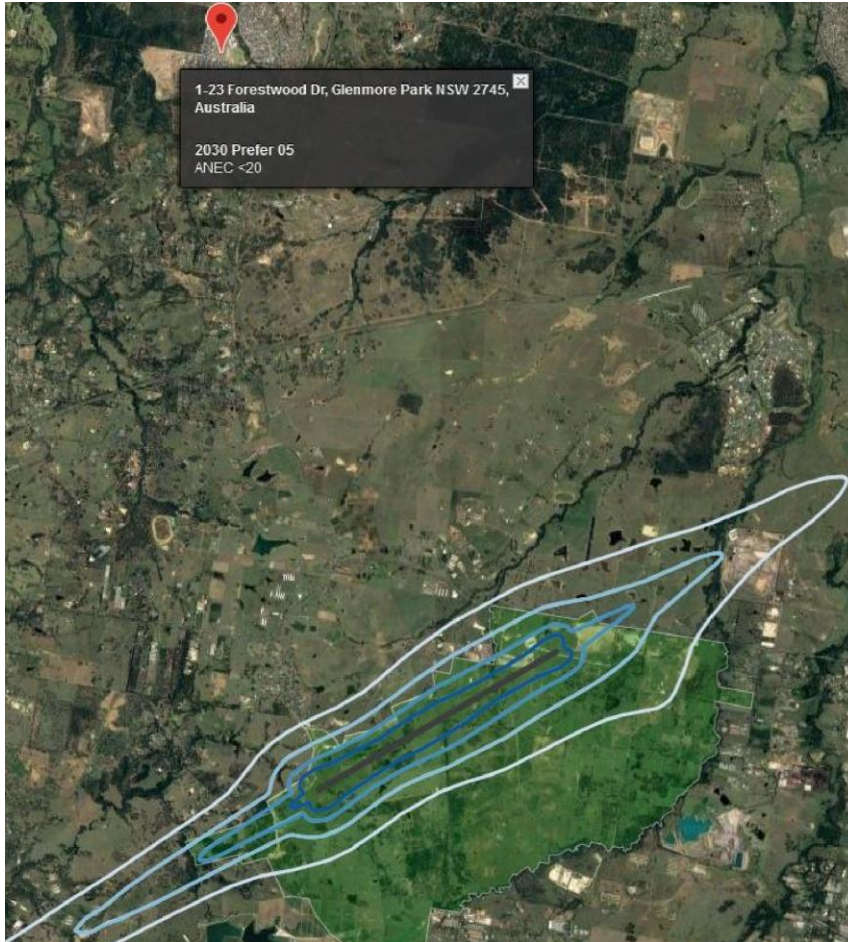 1-23 Forestwood Dr, Glenmore Park NSW 2745,
Australia
2030 Prefer 05
ANEC <20